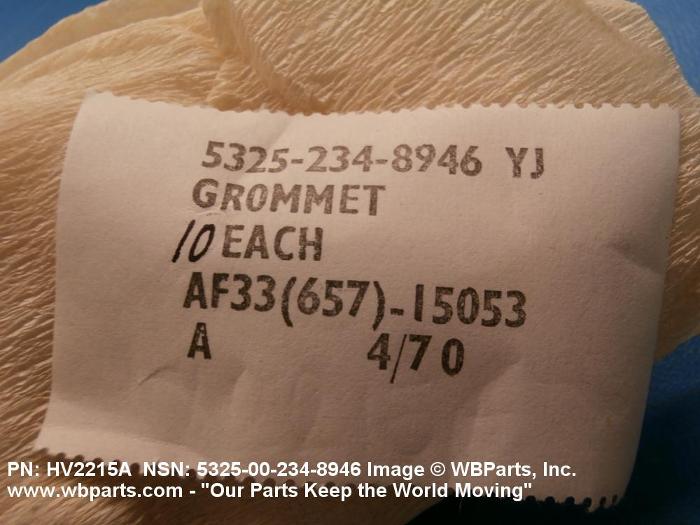 5325-234-8946 YJ
GROMMET
10 EACH
AF33(657)-15053
A 4/70
PN: HV2215A NSN: 5325-00-234-8946 Image © WBParts, Inc.
www.wbparts.com - "Our Parts Keep the World Moving"